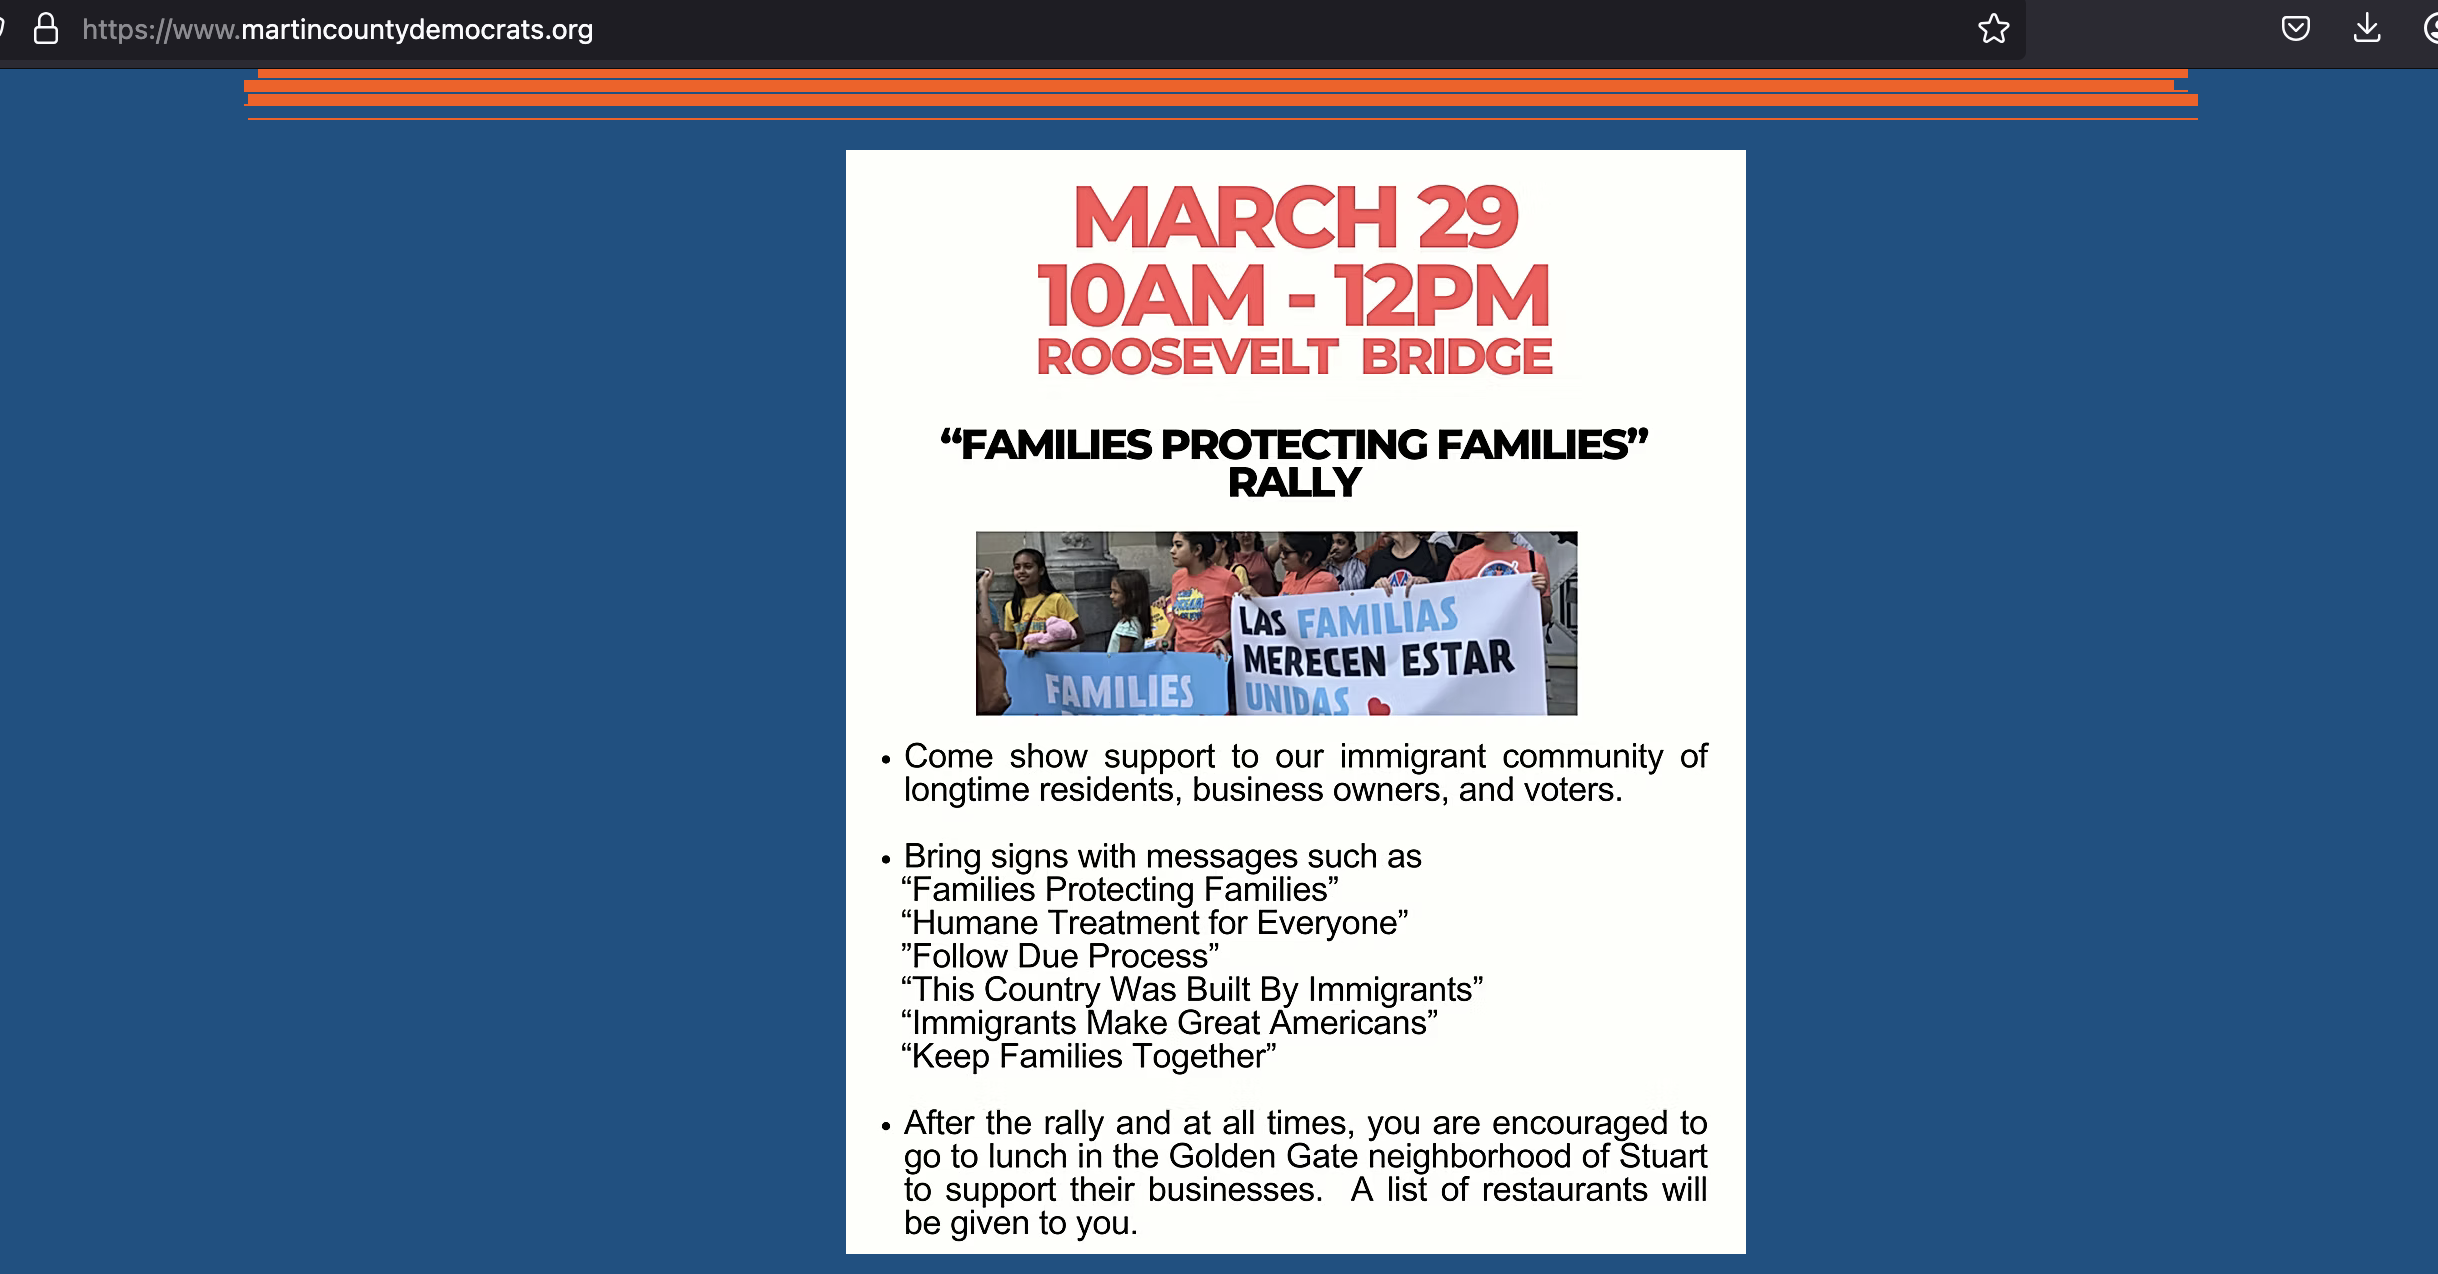 https://www.martincountydemocrats.org
MARCH 29
10AM - 12PM
ROOSEVELT BRIDGE
“FAMILIES PROTECTING FAMILIES”
RALLY
LAS FAMILIAS
MERECEN ESTAR
UNIDAS
FAMILIES
• Come show support to our immigrant community of
longtime residents, business owners, and voters.
• Bring signs with messages such as
“Families Protecting Families”
“Humane Treatment for Everyone”
”Follow Due Process”
“This Country Was Built By Immigrants”
“Immigrants Make Great Americans”
“Keep Families Together”
• After the rally and at all times, you are encouraged to
go to lunch in the Golden Gate neighborhood of Stuart
to support their businesses. A list of restaurants will
be given to you.